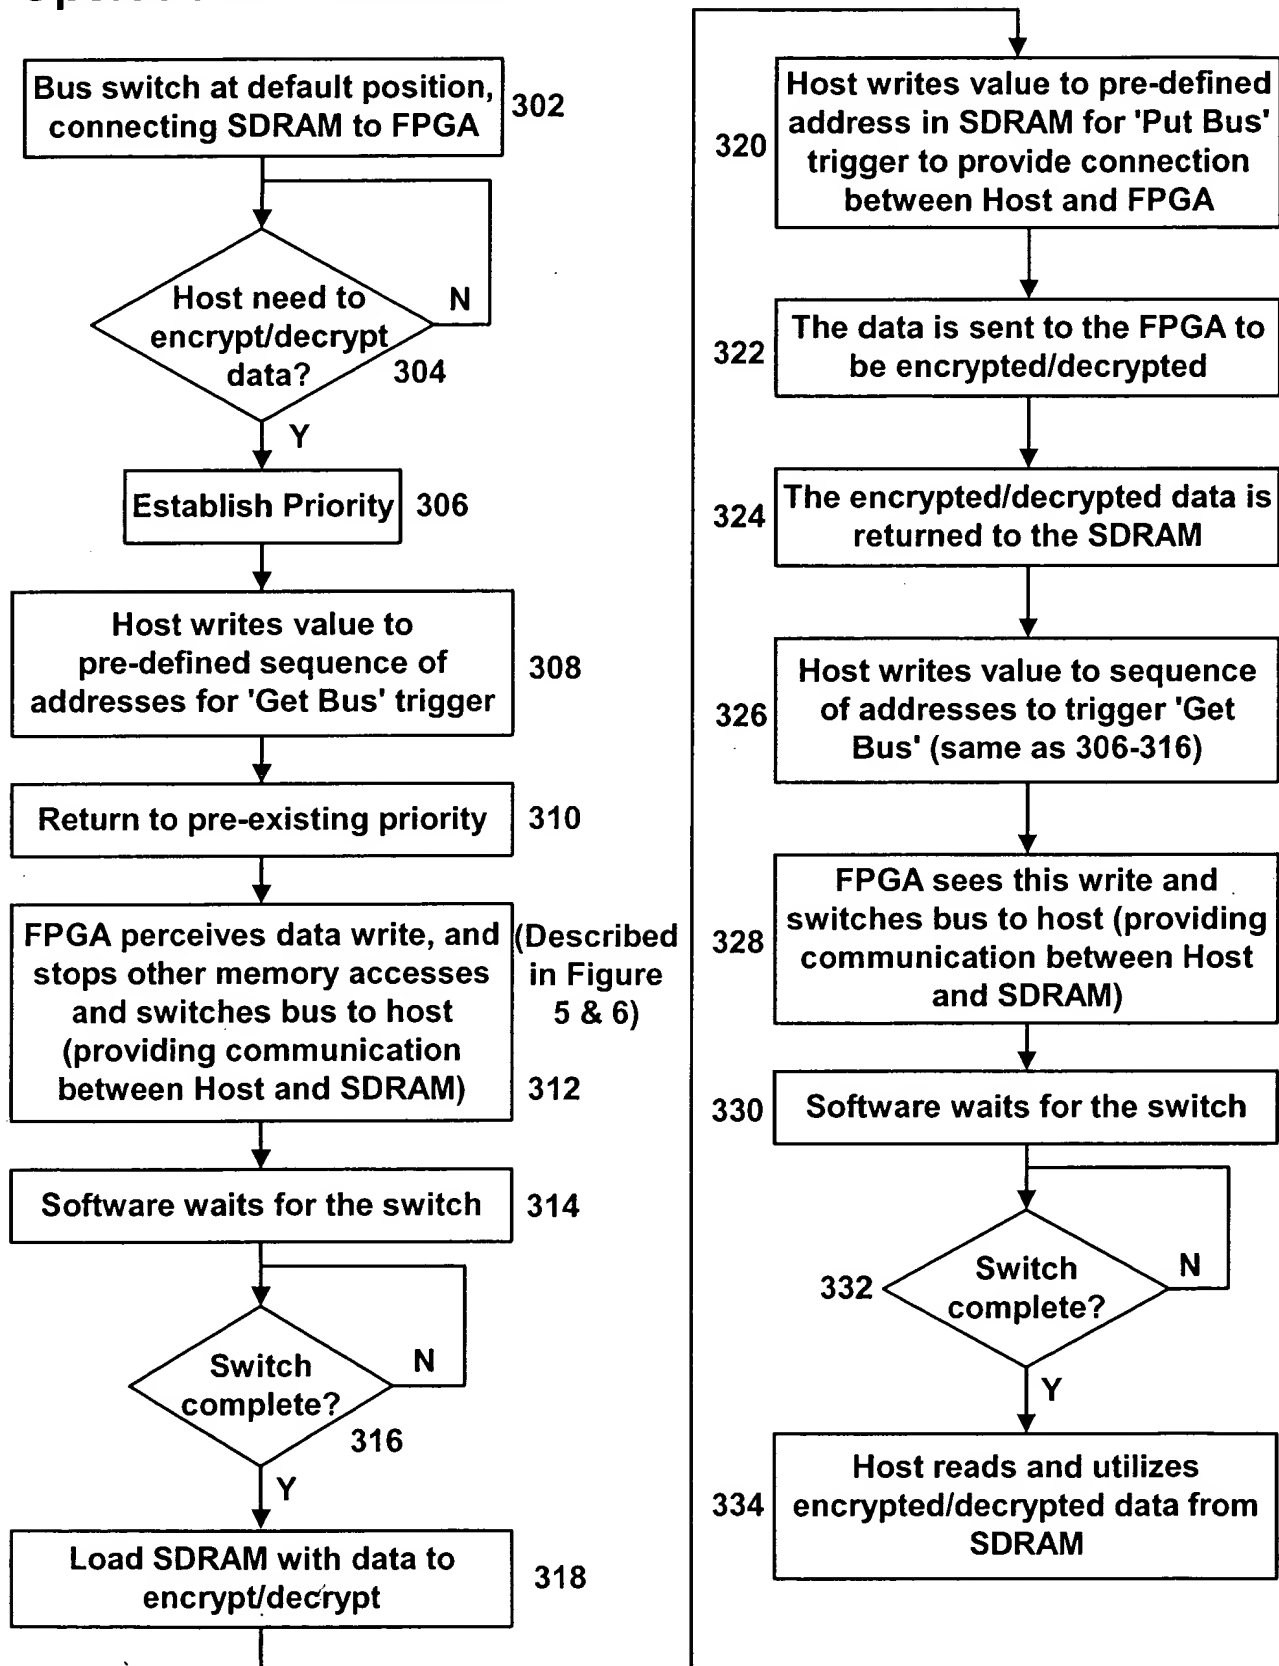 Bus switch at default position,
connecting SDRAM to FPGA
302
Host need to
encrypt/decrypt
data?
304
N
Y
Establish Priority
306
Host writes value to
pre-defined sequence of
addresses for 'Get Bus' trigger
308
Return to pre-existing priority
310
FPGA perceives data write, and
stops other memory accesses
and switches bus to host
(providing communication
between Host and SDRAM)
(Described
in Figure
5 & 6)
312
Software waits for the switch
314
Switch
complete?
316
N
Y
Load SDRAM with data to
encrypt/decrypt
318
Host writes value to pre-defined
address in SDRAM for 'Put Bus'
trigger to provide connection
between Host and FPGA
320
The data is sent to the FPGA to
be encrypted/decrypted
322
The encrypted/decrypted data is
returned to the SDRAM
324
Host writes value to sequence
of addresses to trigger 'Get
Bus' (same as 306-316)
326
FPGA sees this write and
switches bus to host (providing
communication between Host
and SDRAM)
328
Software waits for the switch
330
Switch
complete?
332
N
Y
Host reads and utilizes
encrypted/decrypted data from
SDRAM
334